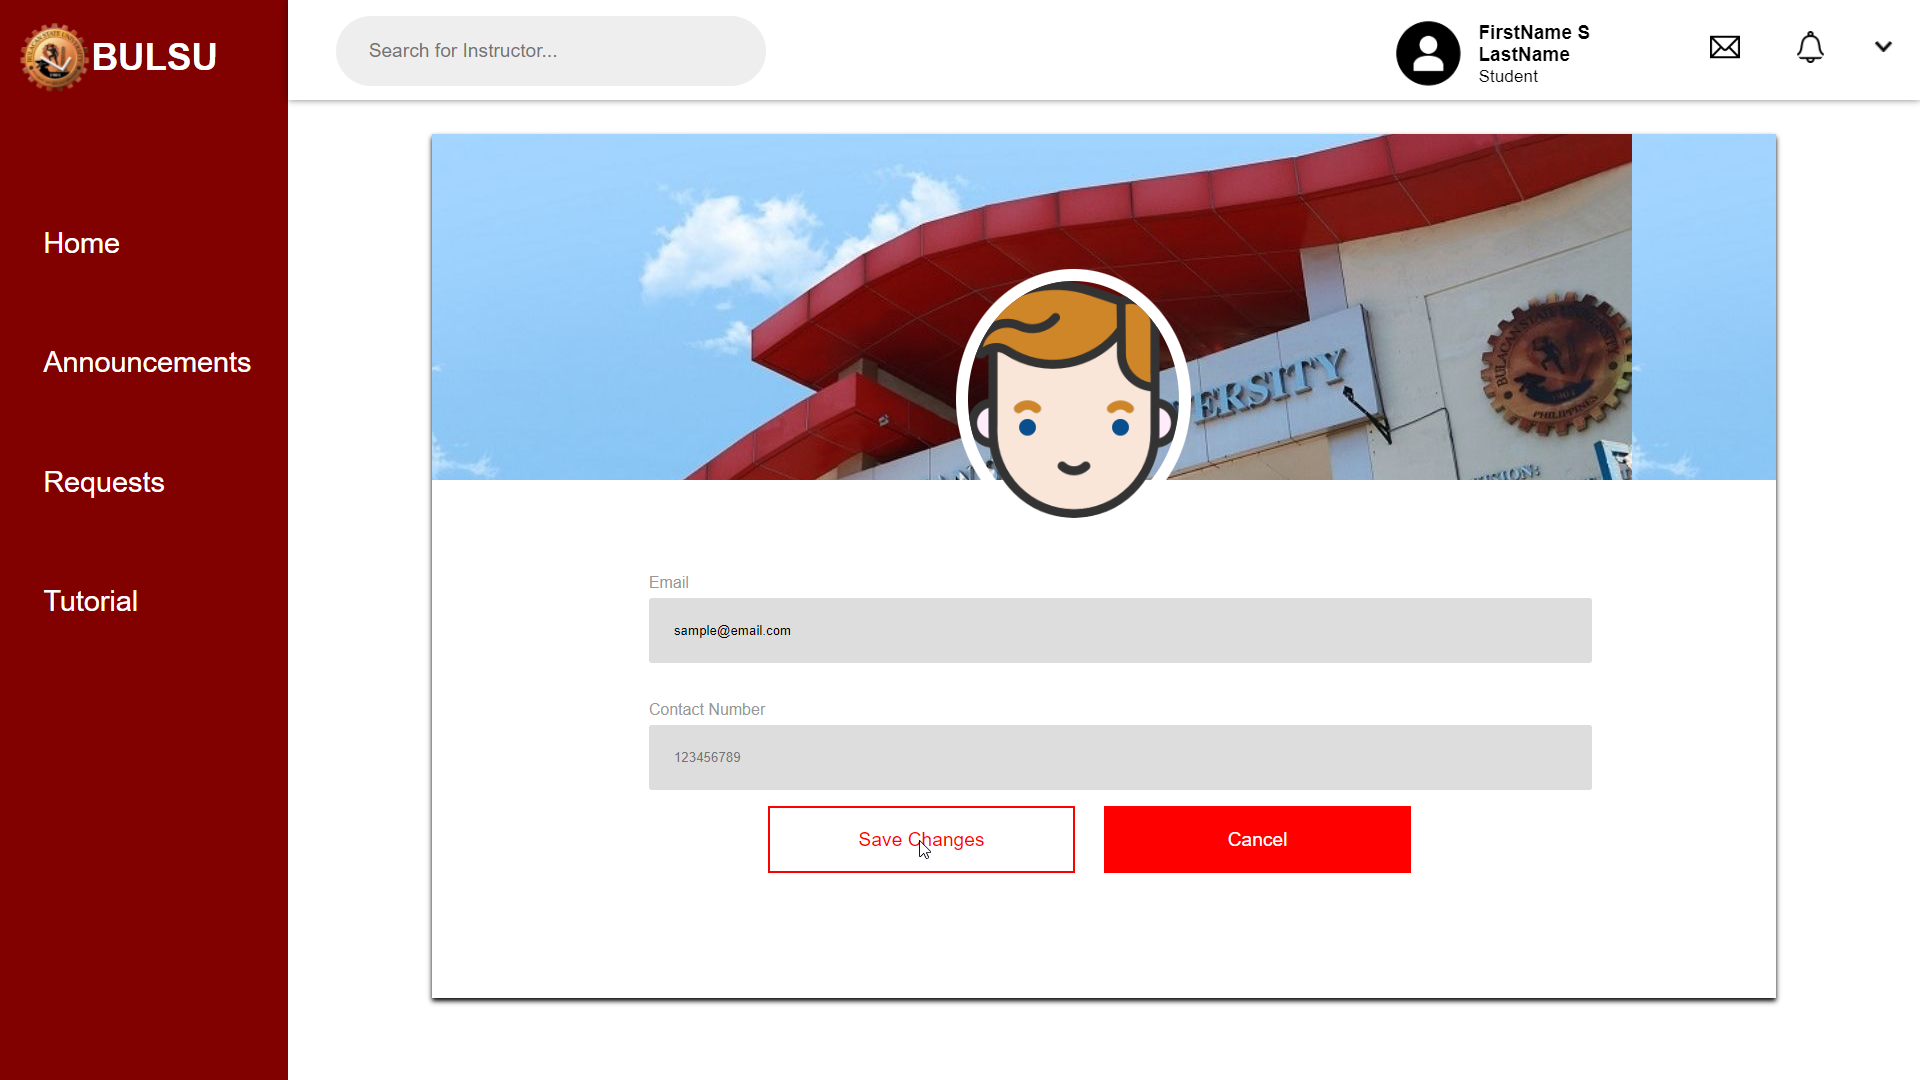 BULSU
Search for Instructor...
FirstName S
LastName
Student
Home
Announcements
Requests
Tutorial
ERSITY
BULACAN STATE UNIVERSITY
1904
PHILIPPINES
Email
sample@email.com
Contact Number
123456789
Save Changes
Cancel